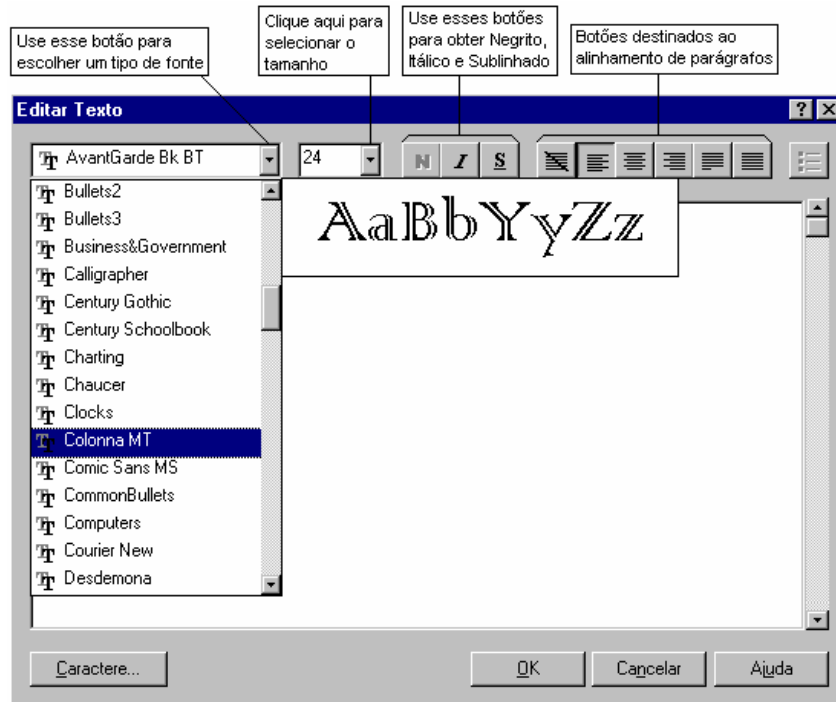 Use esse botão para
escolher um tipo de fonte
Clique aqui para
selecionar o
tamanho
Use esses botões
para obter Negrito,
Itálico e Sublinhado
Botões destinados ao
alinhamento de parágrafos
Editar Texto
AvantGarde Bk BT
24
N I S
Bullets2
Bullets3
Business&Government
Calligrapher
Century Gothic
Century Schoolbook
Charting
Chaucer
Clocks
Colonna MT
Comic Sans MS
CommonBullets
Computers
Courier New
Desdemona
AaBbYyZz
Caractere...
OK
Cancelar
Ajuda